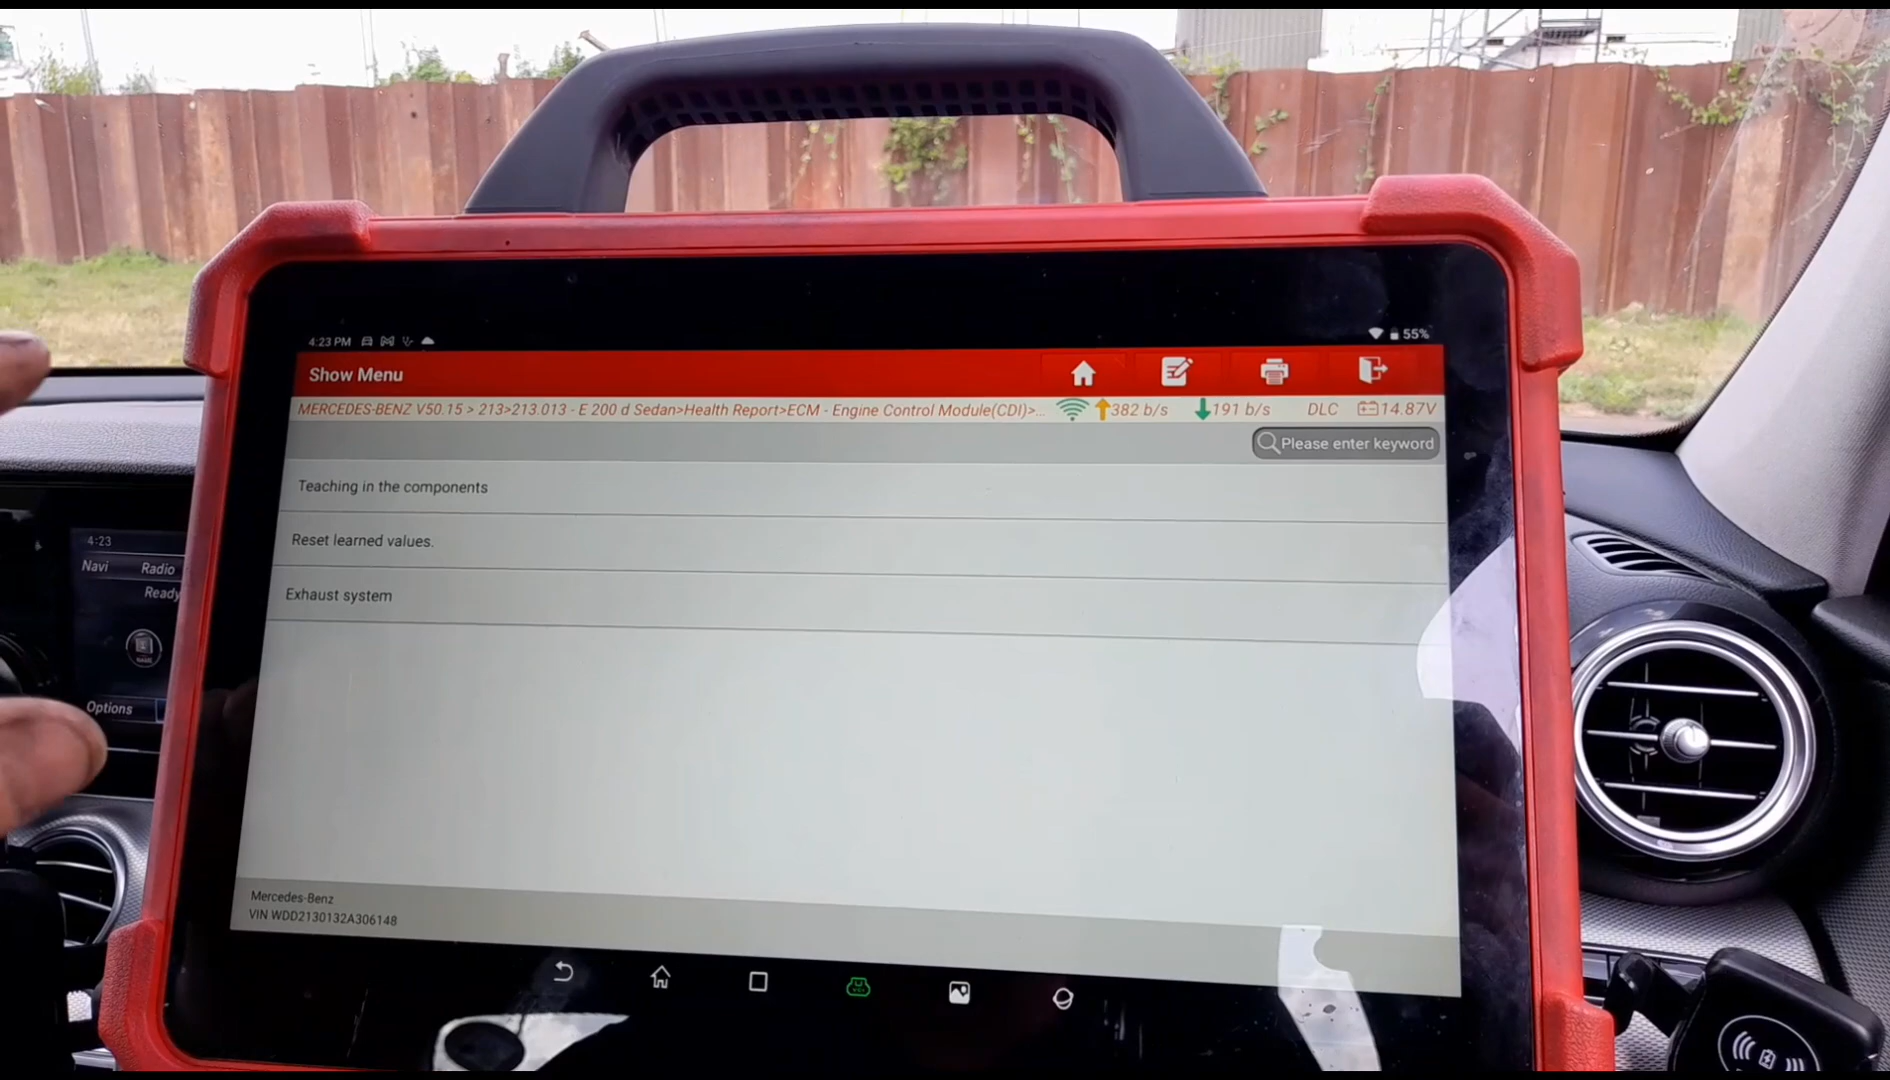 4:23 PM
55%
Show Menu
MERCEDES-BENZ V50.15 > 213>213.013 - E 200 d Sedan>Health Report>ECM - Engine Control Module(CDI)>...
382 b/s
191 b/s
DLC
14.87V
Please enter keyword
Teaching in the components
Reset learned values.
Exhaust system
Mercedes-Benz
VIN WDD2130132A306148
4:23
Navi Radio
Ready
NAME
Options